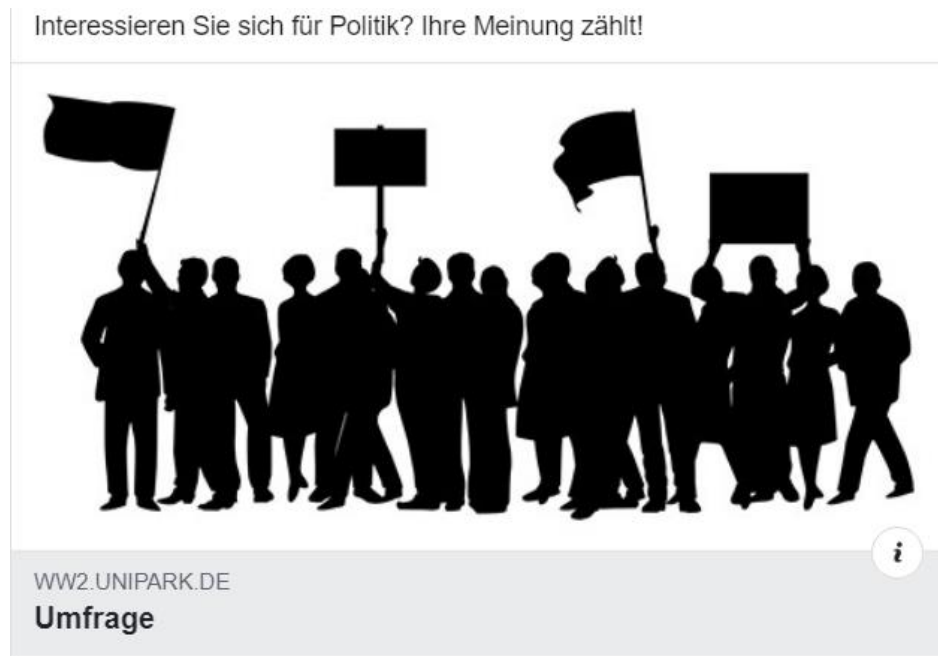 Interessieren Sie sich für Politik? Ihre Meinung zählt!
i
WW2.UNIPARK.DE
Umfrage